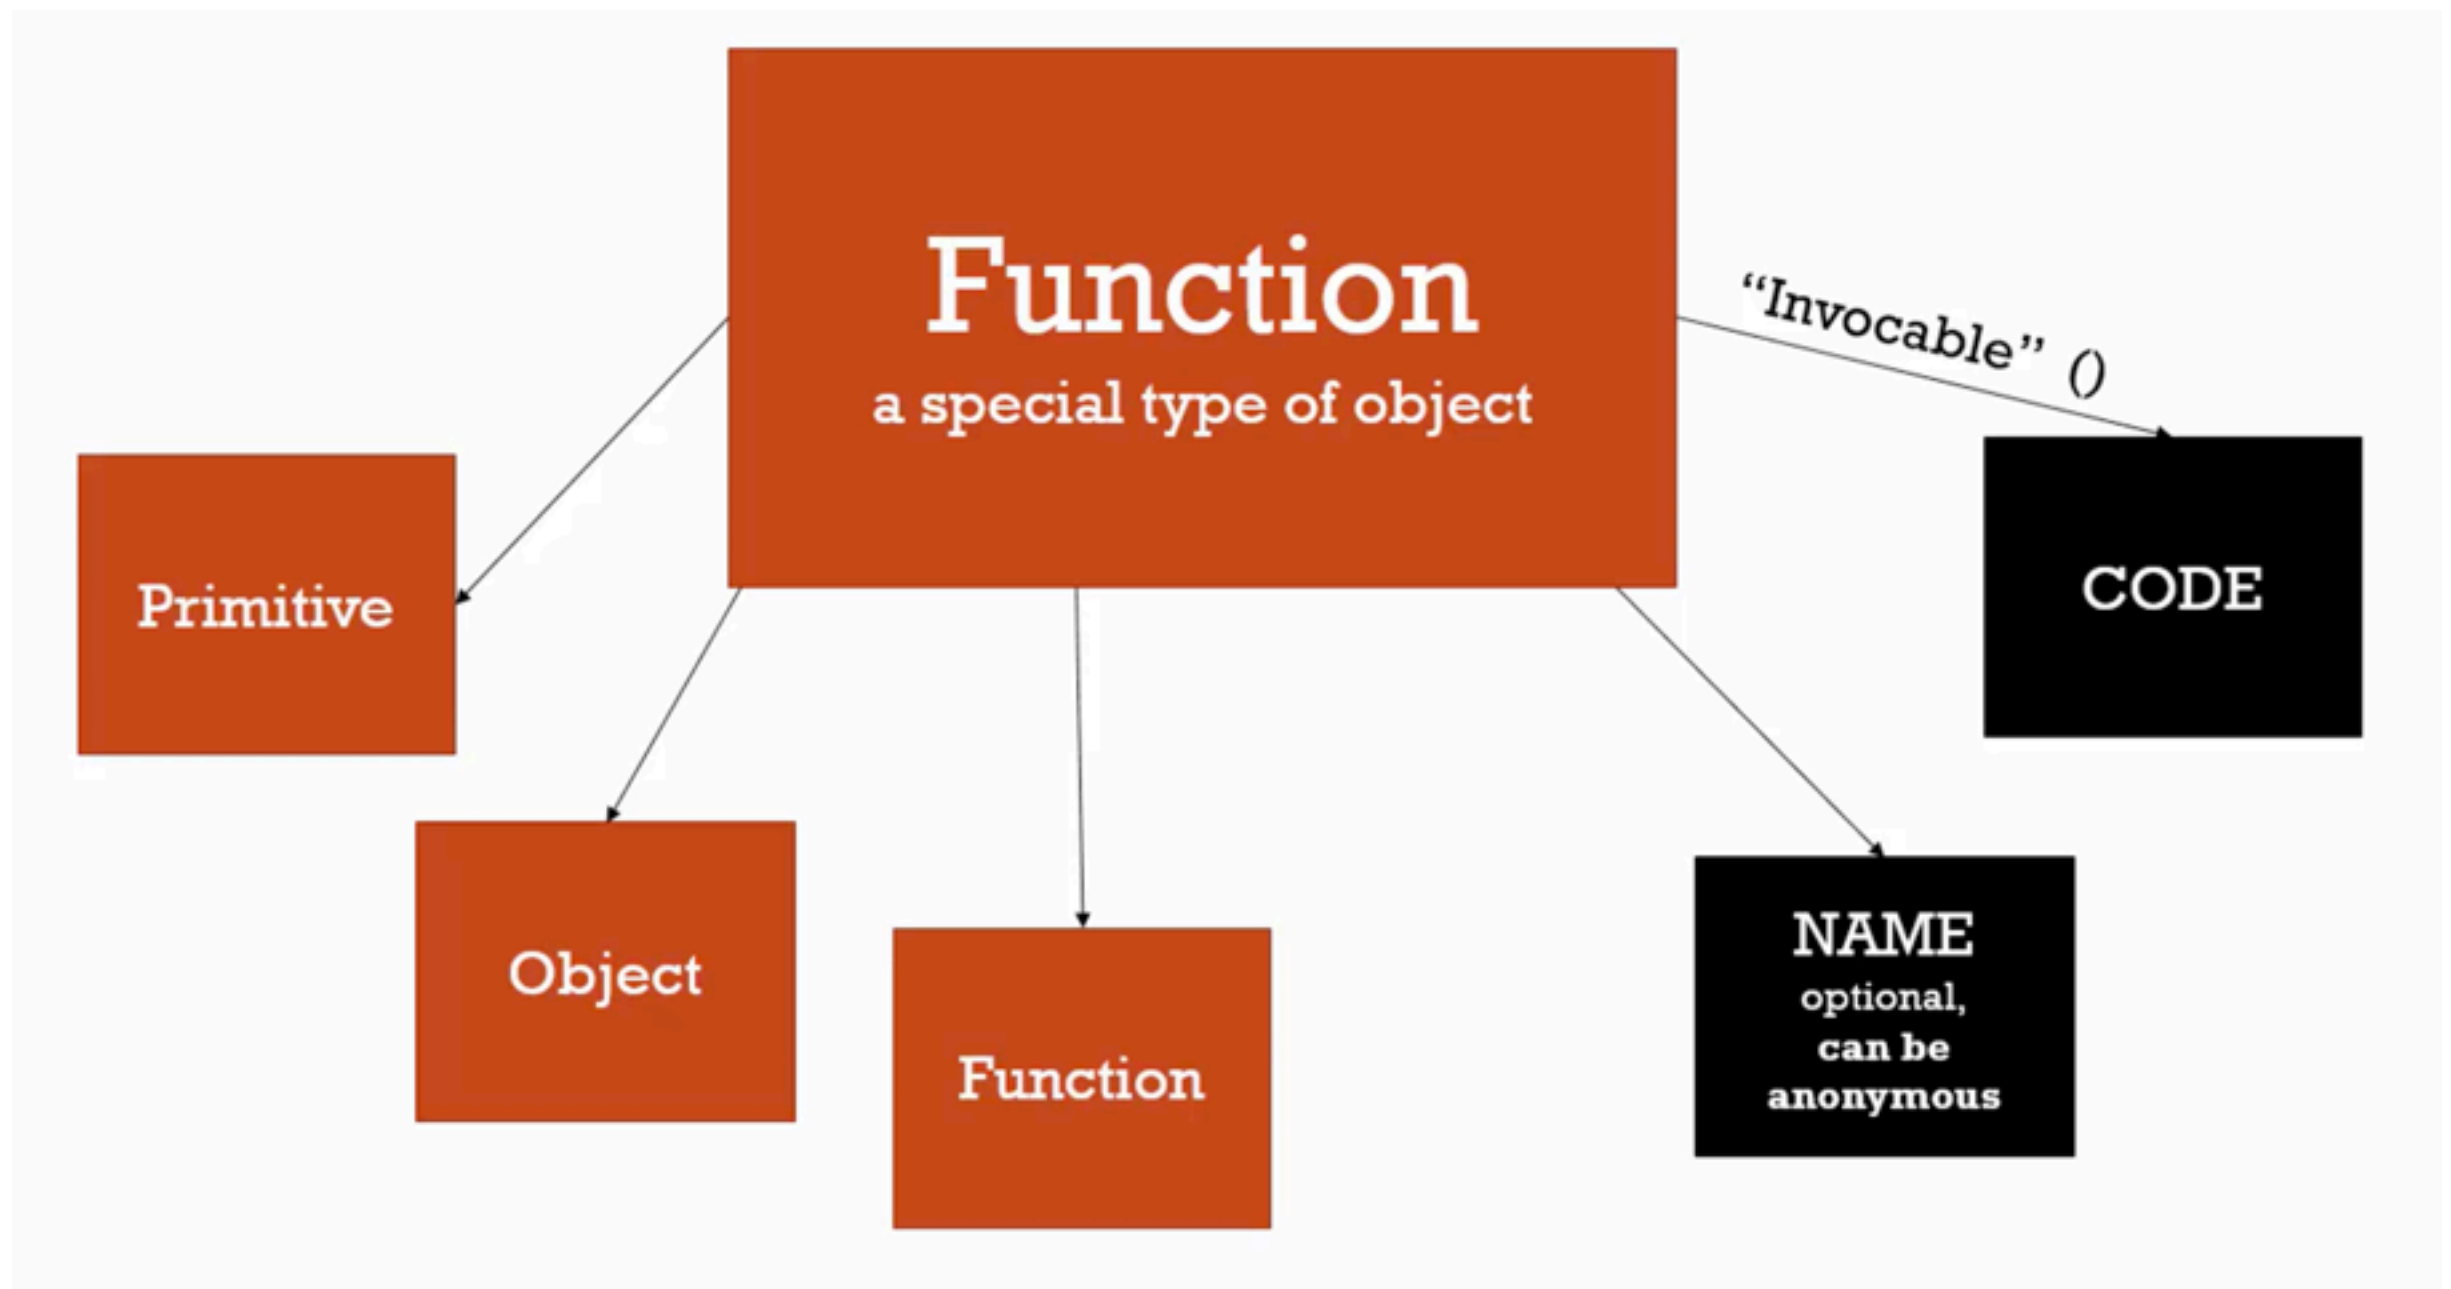 Function
a special type of object
“Invocable” ()
Primitive
CODE
Object
Function
NAME
optional,
can be
anonymous